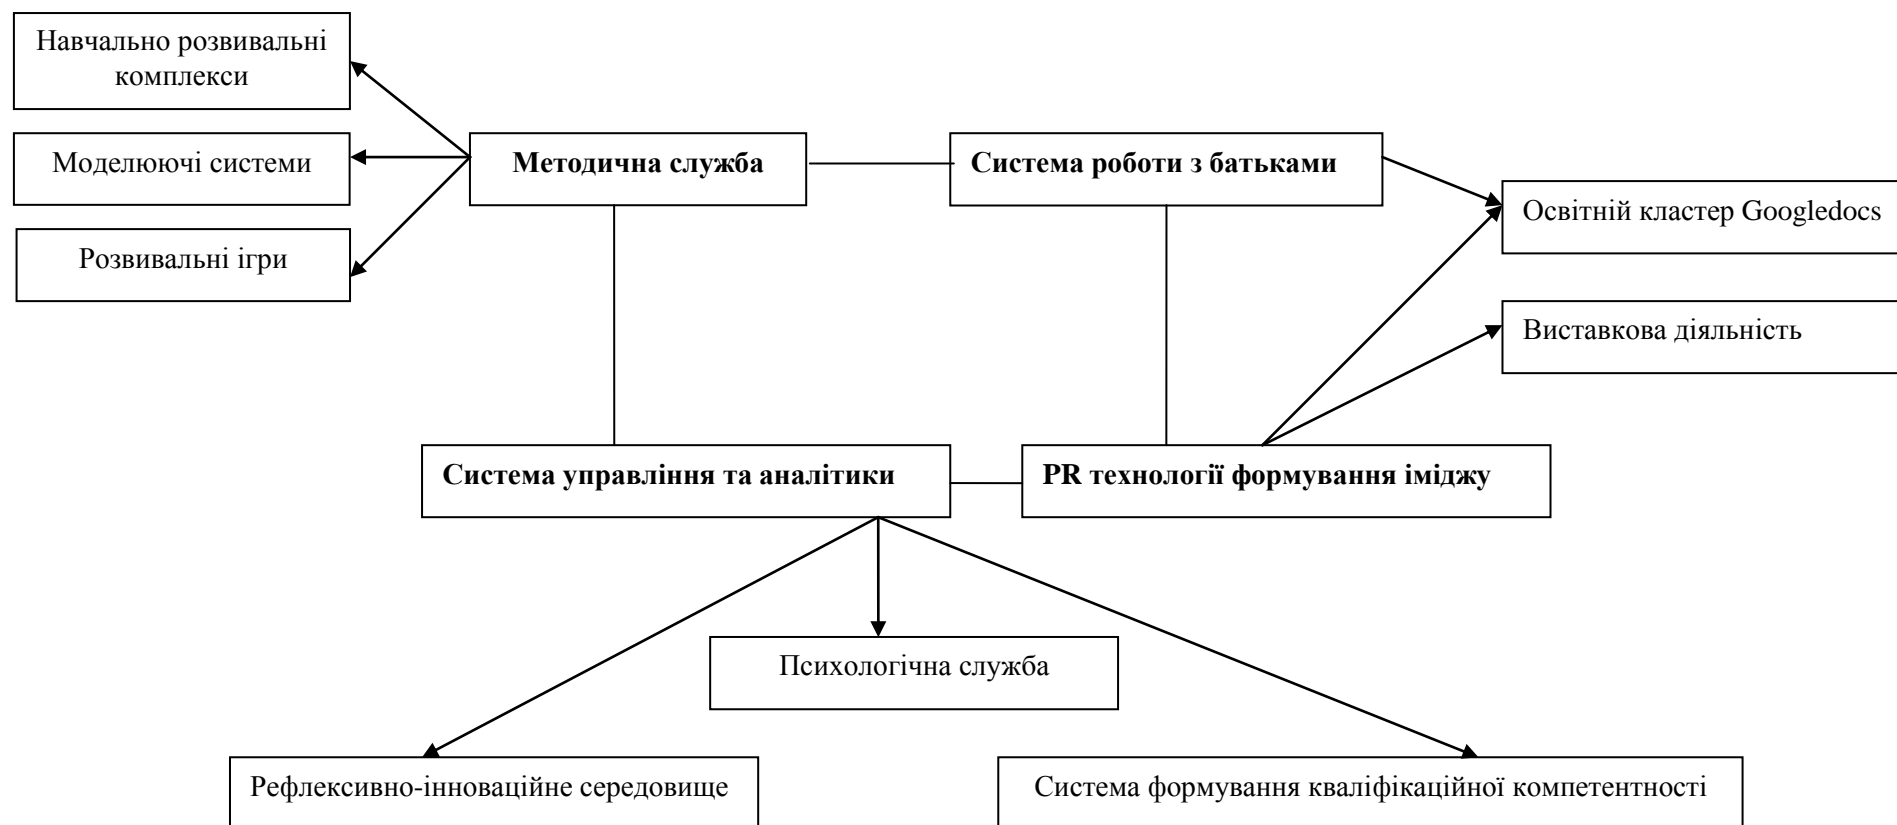 Навчально розвивальні
комплекси
Моделюючі системи
Методична служба
Система роботи з батьками
Освітній кластер Googledocs
Розвивальні ігри
Виставкова діяльність
Система управління та аналітики
PR технології формування іміджу
Психологічна служба
Рефлексивно-інноваційне середовище
Система формування кваліфікаційної компетентності